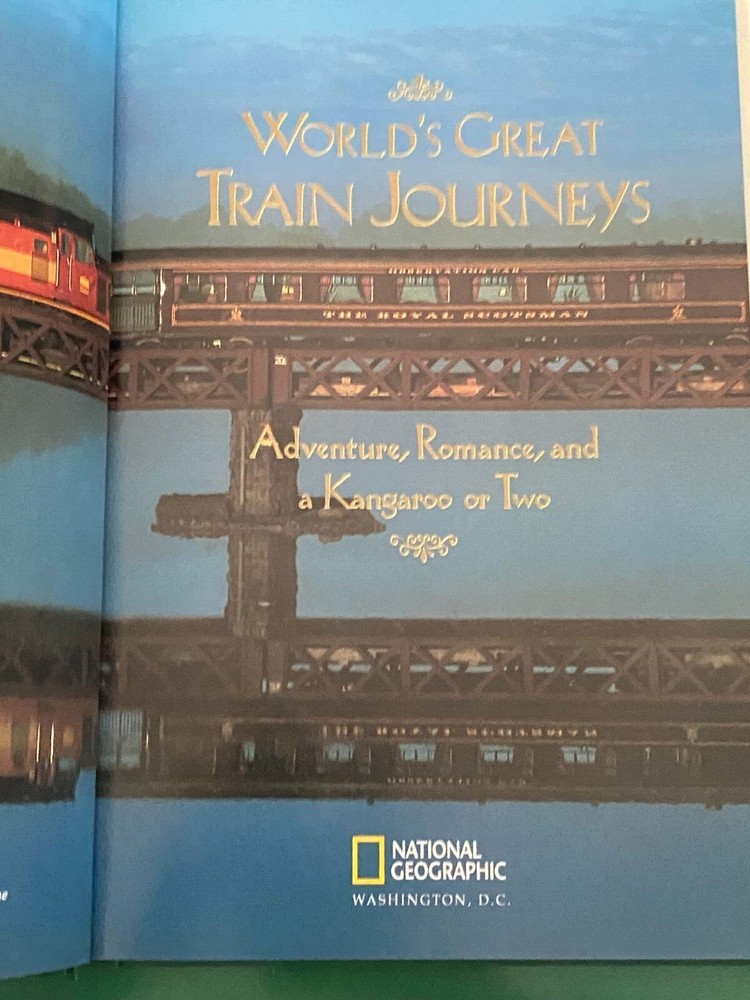 WORLD'S GREAT
TRAIN JOURNEYS
OBSERVATION CAR
THE ROYAL SCOTSMAN
Adventure, Romance, and
a Kangaroo or Two
NATIONAL
GEOGRAPHIC
WASHINGTON, D.C.